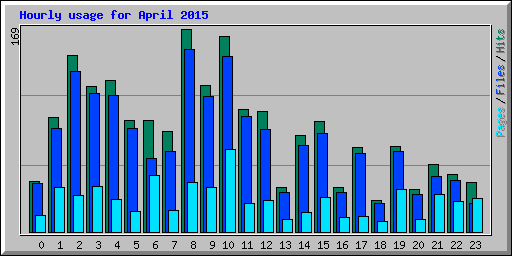 Hourly usage for April 2015
169
Pages/Files/Hits
0 1 2 3 4 5 6 7 8 9 10 11 12 13 14 15 16 17 18 19 20 21 22 23